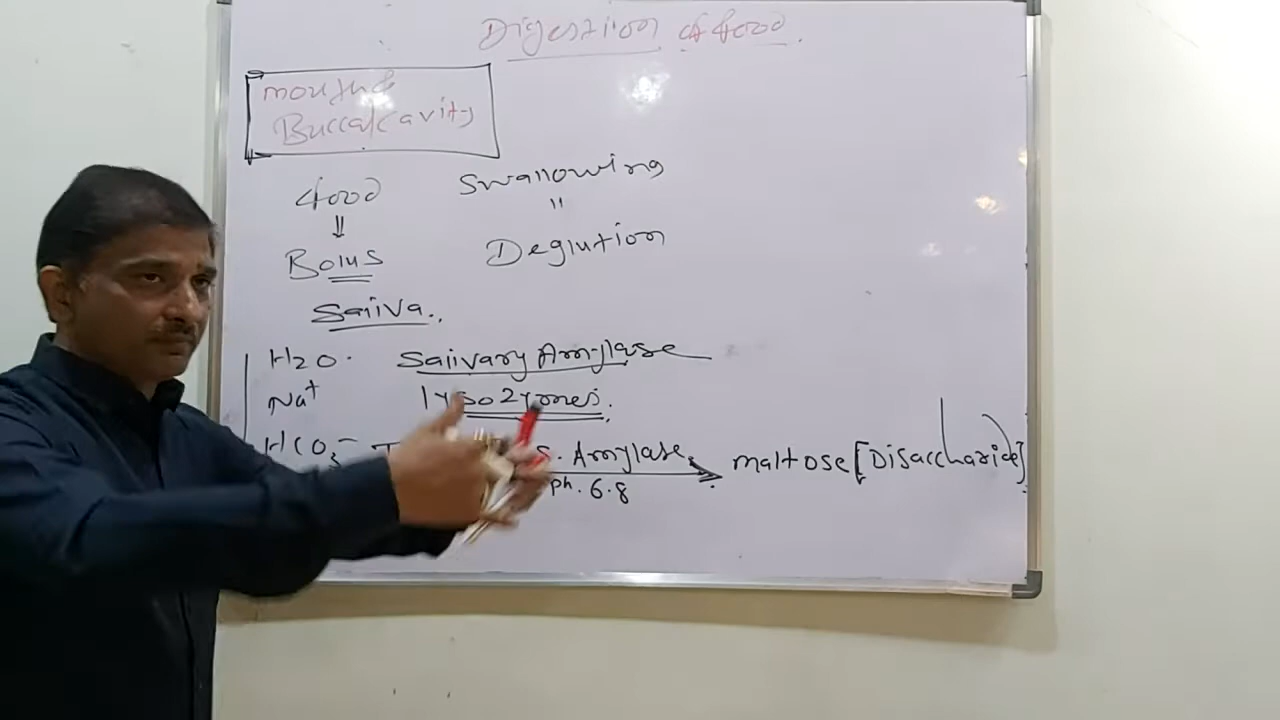 Digestion of food.
mouth &
Buccal cavity
food
⇓
Bolus
Swallowing
"
Deglution
Saliva.
H2O.
Na+
HCO3-
Salivary Amylase
lysozymes.
S. Amylase
ph. 6.8
maltose [Disaccharide]